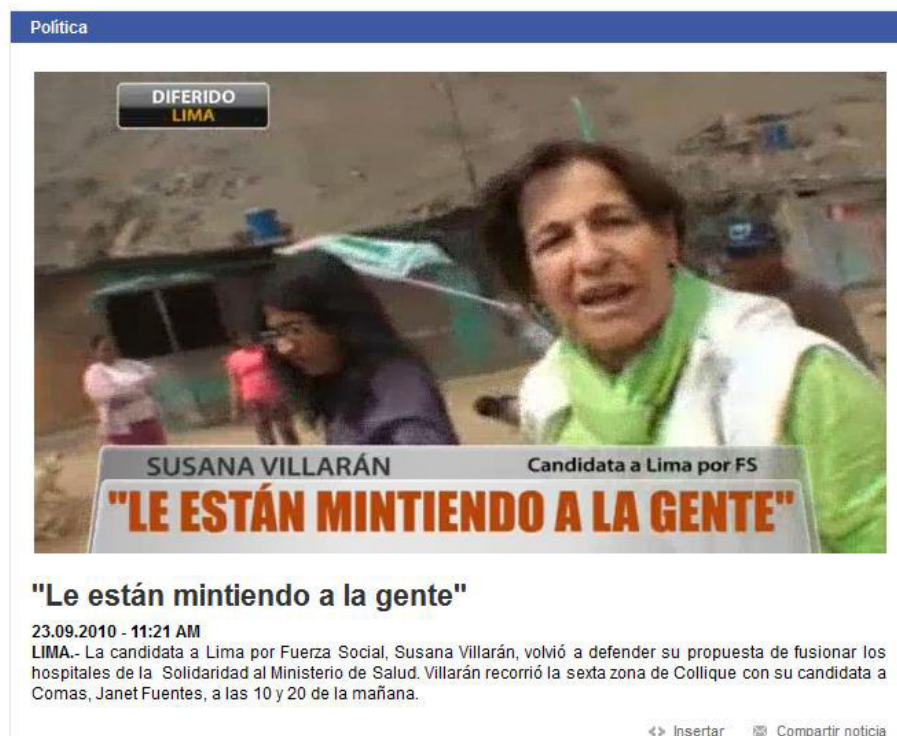 Política
DIFERIDO
LIMA
SUSANA VILLARÁN Candidata a Lima por FS
"LE ESTÁN MINTIENDO A LA GENTE"
"Le están mintiendo a la gente"
23.09.2010 - 11:21 AM
LIMA.- La candidata a Lima por Fuerza Social, Susana Villarán, volvió a defender su propuesta de fusionar los
hospitales de la Solidaridad al Ministerio de Salud. Villarán recorrió la sexta zona de Collique con su candidata a
Comas, Janet Fuentes, a las 10 y 20 de la mañana.
Insertar Compartir noticia